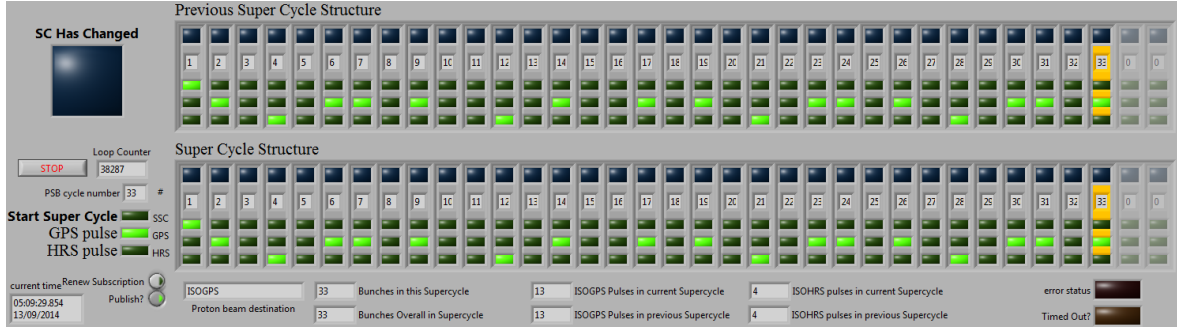 Previous Super Cycle Structure
SC Has Changed
1 2 3 4 5 6 7 8 9 10 11 12 13 14 15 16 17 18 19 20 21 22 23 24 25 26 27 28 29 30 31 32 33 0 0
Loop Counter
STOP 38287
PSB cycle number 33 #
Super Cycle Structure
1 2 3 4 5 6 7 8 9 10 11 12 13 14 15 16 17 18 19 20 21 22 23 24 25 26 27 28 29 30 31 32 33 0 0
Start Super Cycle SSC
GPS pulse GPS
HRS pulse HRS
current time Renew Subscription
Publish?
05:09:29.854
13/09/2014
ISOGPS
Proton beam destination
33 Bunches in this Supercycle
33 Bunches Overall in Supercycle
13 ISOGPS Pulses in current Supercycle
13 ISOGPS Pulses in previous Supercycle
4 ISOHRS pulses in current Supercycle
4 ISOHRS pulses in previous Supercycle
error status
Timed Out?